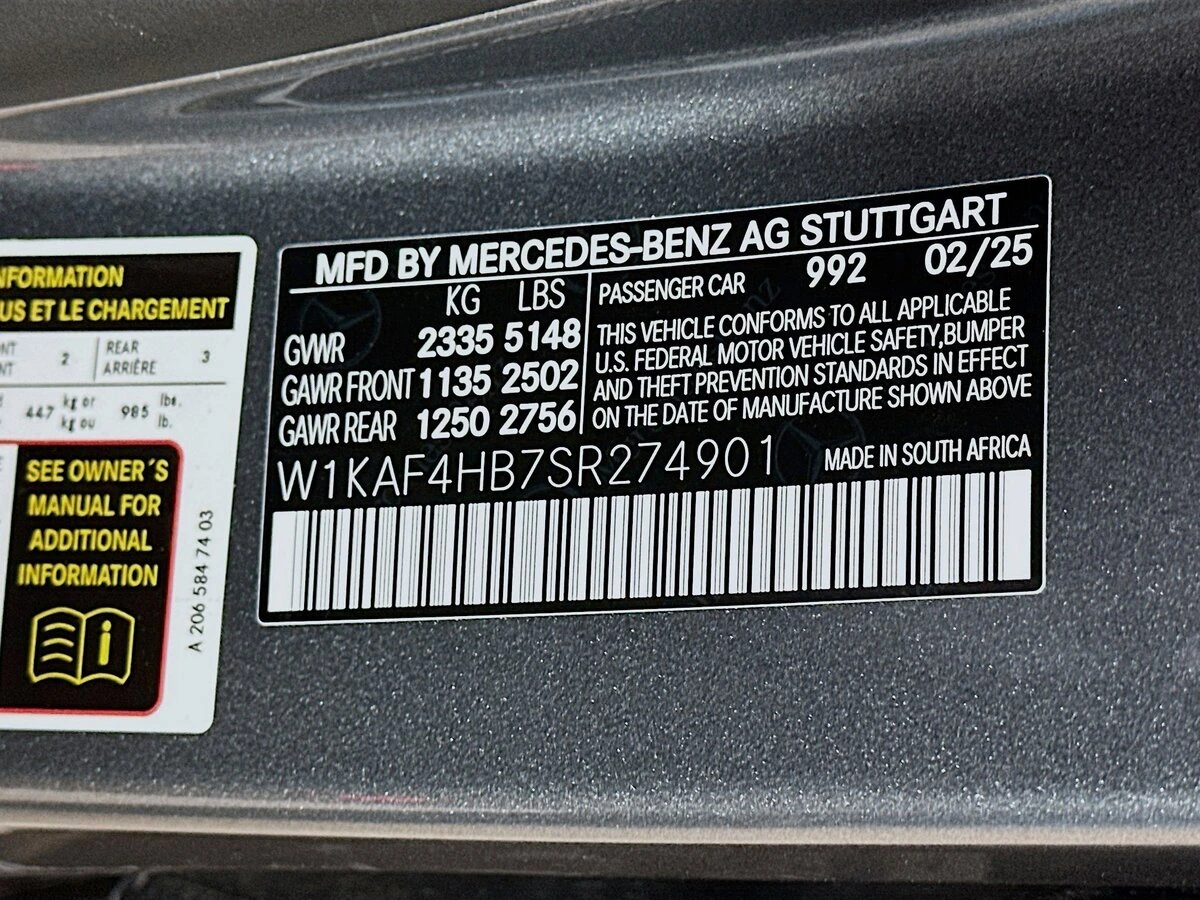 NFORMATION
US ET LE CHARGEMENT
NT 2 REAR 3
NT ARRIÈRE
447 kg or 985 lbs.
kg ou lb.
SEE OWNER´S
MANUAL FOR
ADDITIONAL
INFORMATION
i
A 206 584 74 03
MFD BY MERCEDES-BENZ AG STUTTGART
KG LBS
GVWR 2335 5148
GAWR FRONT 1135 2502
GAWR REAR 1250 2756
PASSENGER CAR 992 02/25
THIS VEHICLE CONFORMS TO ALL APPLICABLE
U.S. FEDERAL MOTOR VEHICLE SAFETY,BUMPER
AND THEFT PREVENTION STANDARDS IN EFFECT
ON THE DATE OF MANUFACTURE SHOWN ABOVE
W1KAF4HB7SR274901 MADE IN SOUTH AFRICA